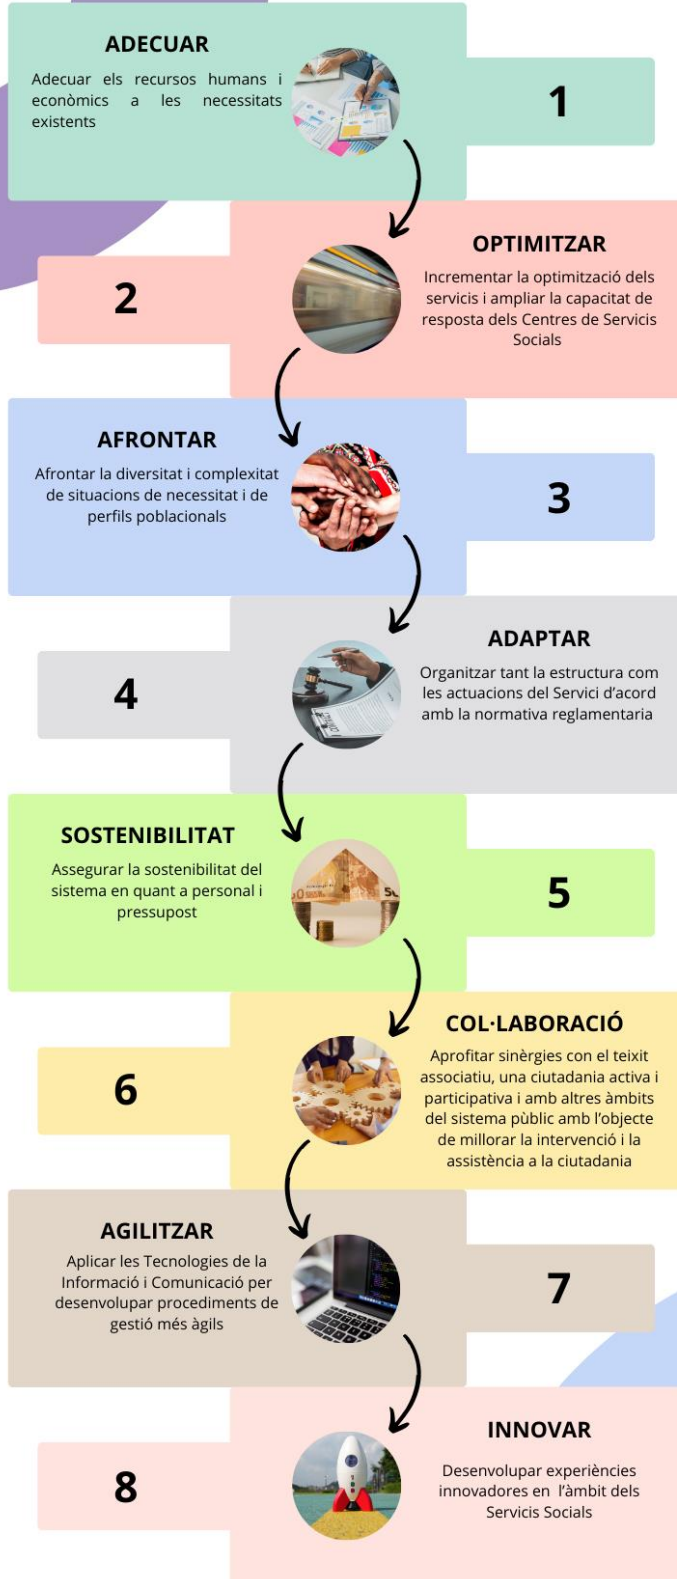 ADECUAR
Adecuar els recursos humans i
econòmics a les necessitats
existents
1
OPTIMITZAR
Incrementar la optimització dels
servicis i ampliar la capacitat de
resposta dels Centres de Servicis
Socials
2
AFRONTAR
Afrontar la diversitat i complexitat
de situacions de necessitat i de
perfils poblacionals
3
ADAPTAR
Organitzar tant la estructura com
les actuacions del Servici d’acord
amb la normativa reglamentaria
4
SOSTENIBILITAT
Assegurar la sostenibilitat del
sistema en quant a personal i
pressupost
5
COL·LABORACIÓ
Aprofitar sinèrgies con el teixit
associatiu, una ciutadania activa i
participativa i amb altres àmbits
del sistema pùblic amb l’objecte
de millorar la intervenció i la
assistència a la ciutadania
6
AGILITZAR
Aplicar les Tecnologies de la
Informació i Comunicació per
desenvolupar procediments de
gestió més àgils
7
INNOVAR
Desenvolupar experiències
innovadores en l’àmbit dels
Servicis Socials
8